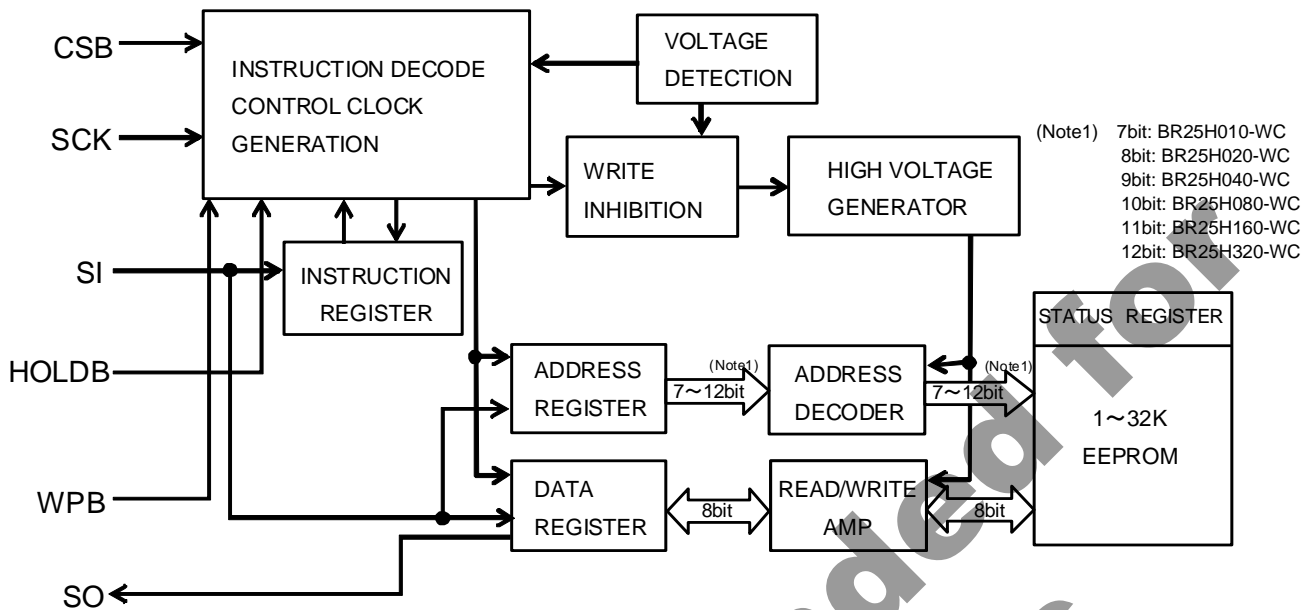 CSB
SCK
SI
HOLDB
WPB
SO
INSTRUCTION DECODE
CONTROL CLOCK
GENERATION
VOLTAGE
DETECTION
WRITE
INHIBITION
HIGH VOLTAGE
GENERATOR
(Note1) 7bit: BR25H010-WC
8bit: BR25H020-WC
9bit: BR25H040-WC
10bit: BR25H080-WC
11bit: BR25H160-WC
12bit: BR25H320-WC
INSTRUCTION
REGISTER
ADDRESS
REGISTER
(Note1)
7～12bit
ADDRESS
DECODER
(Note1)
7～12bit
STATUS REGISTER
1～32K
EEPROM
DATA
REGISTER
8bit
READ/WRITE
AMP
8bit
ded for